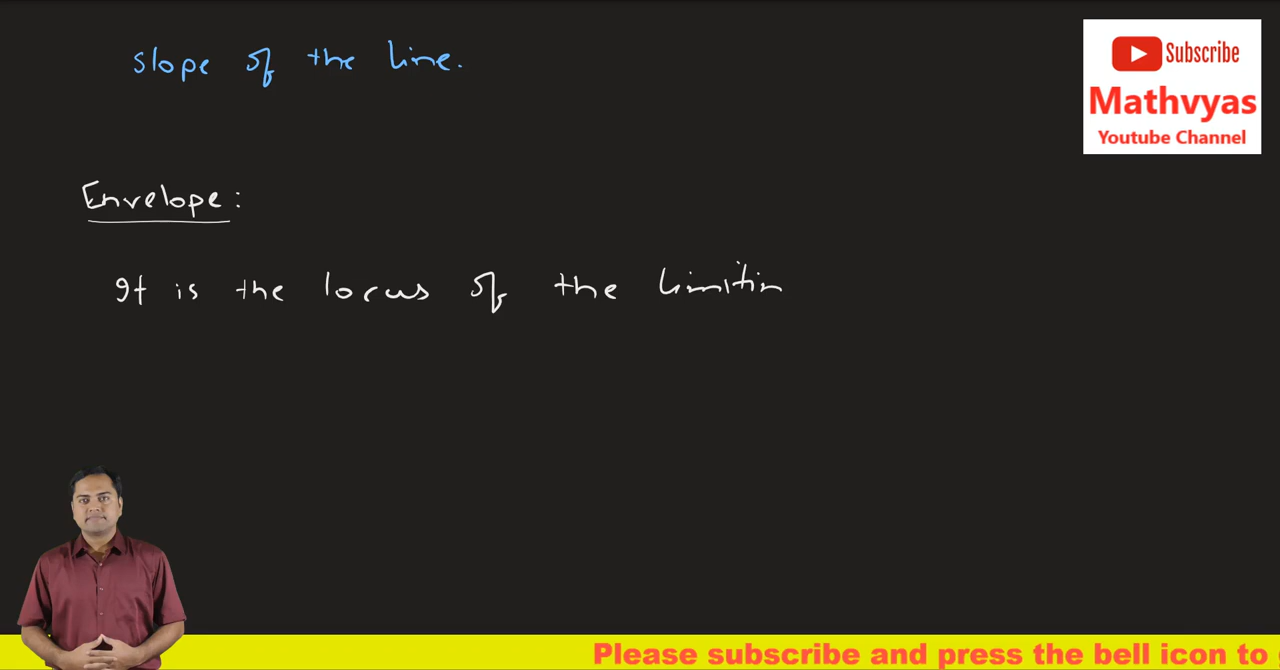 slope of the line.
Subscribe
Mathvyas
Youtube Channel
Envelope:
It is the locus of the limitin
Please subscribe and press the bell icon to